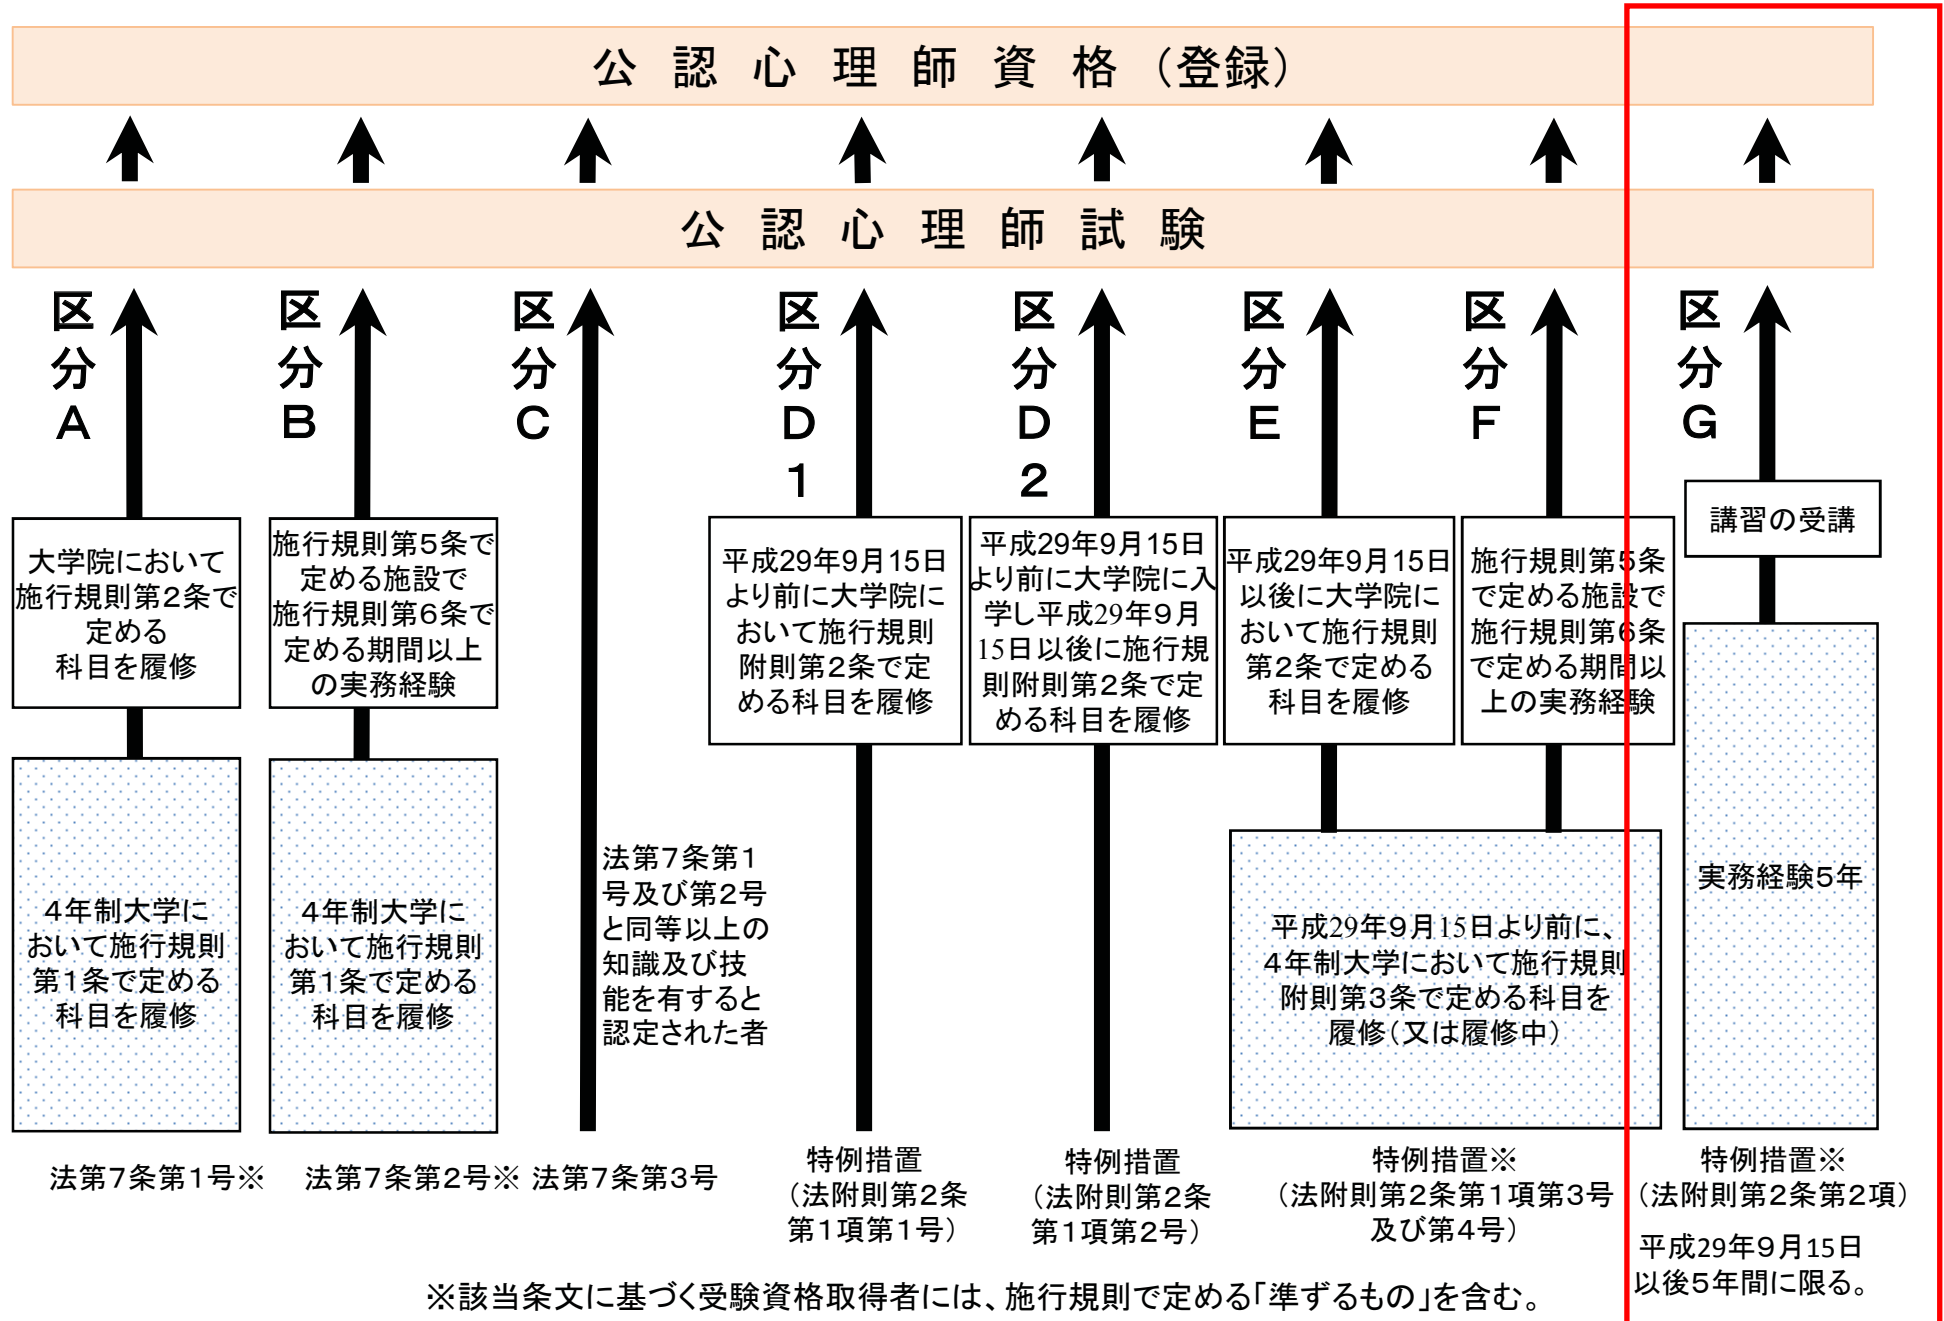 公認心理師資格（登録）
公認心理師試験
区分A
区分B
区分C
区分D1
区分D2
区分E
区分F
区分G
大学院において
施行規則第２条で
定める
科目を履修
４年制大学に
おいて施行規則
第１条で定める
科目を履修
法第７条第１号※
施行規則第５条で
定める施設で
施行規則第６条で
定める期間以上
の実務経験
４年制大学に
おいて施行規則
第１条で定める
科目を履修
法第７条第２号※
法第７条第１
号及び第２号
と同等以上の
知識及び技
能を有すると
認定された者
法第７条第３号
平成29年９月15日
より前に大学院に
おいて施行規則
附則第２条で定
める科目を履修
特例措置
（法附則第２条
第１項第１号）
平成29年９月15日
より前に大学院に入
学し平成29年９月
15日以後に施行規
則附則第２条で定
める科目を履修
特例措置
（法附則第２条
第１項第２号）
平成29年９月15日
以後に大学院に
おいて施行規則
第２条で定める
科目を履修
施行規則第５条
で定める施設で
施行規則第６条
で定める期間以
上の実務経験
平成29年９月15日より前に、
４年制大学において施行規則
附則第３条で定める科目を
履修（又は履修中）
特例措置※
（法附則第２条第１項第３号
及び第４号）
講習の受講
実務経験５年
特例措置※
（法附則第２条第２項）
平成29年９月15日
以後５年間に限る。
※該当条文に基づく受験資格取得者には、施行規則で定める「準ずるもの」を含む。